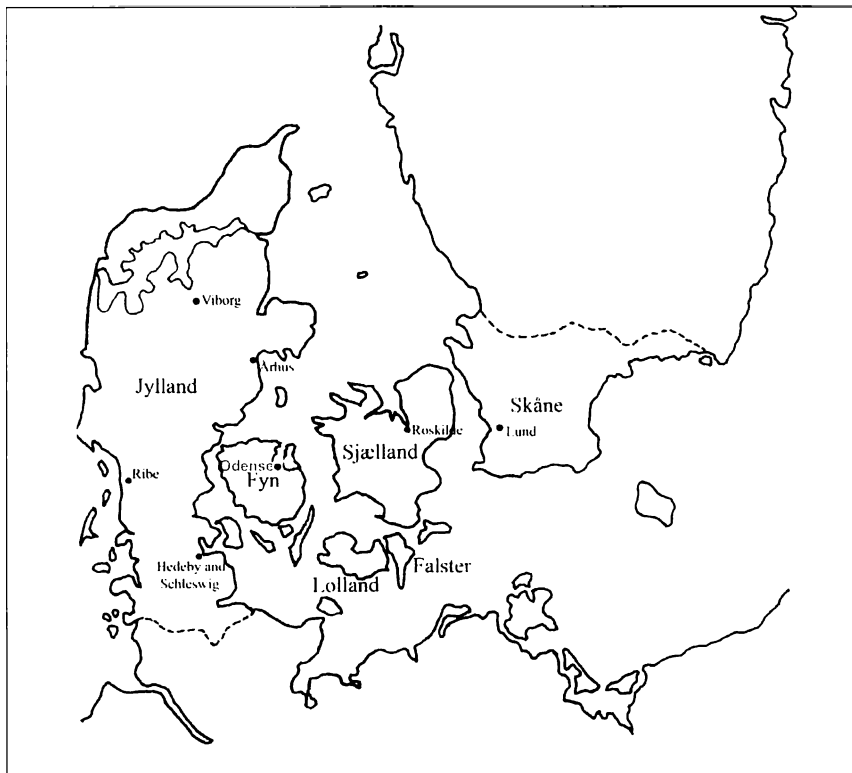 Viborg
Århus
Jylland
Skåne
Roskilde
Lund
Sjælland
Odense
Fyn
Ribe
Hedeby and
Schleswig
Falster
Lolland